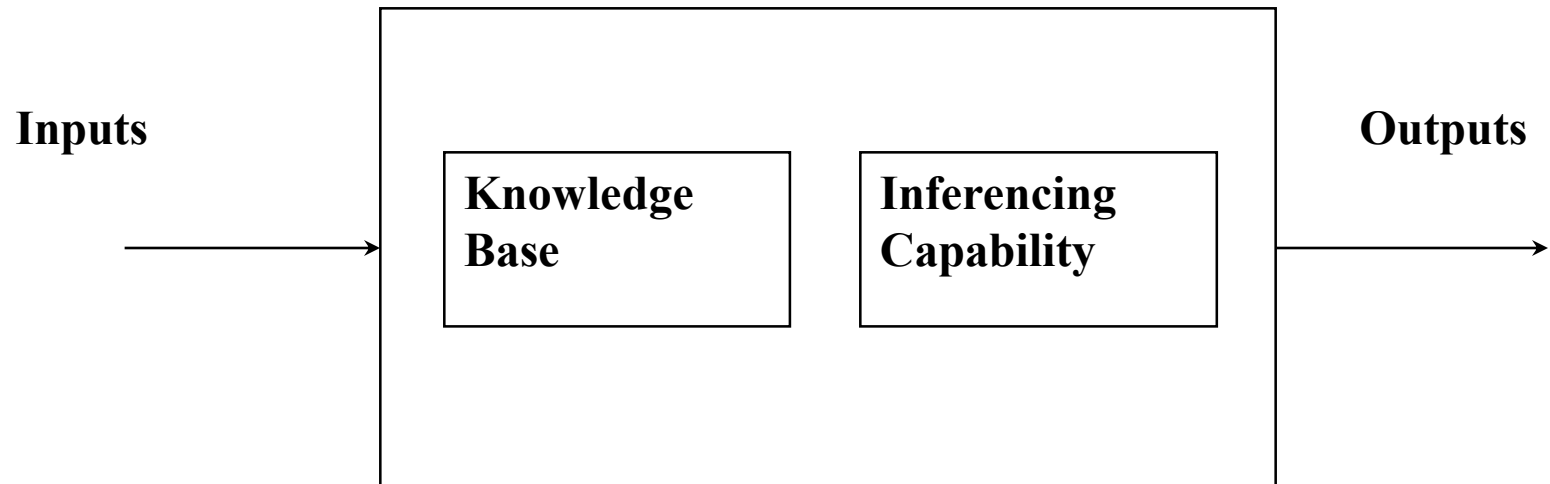 Inputs
Outputs
Knowledge
Base
Inferencing
Capability